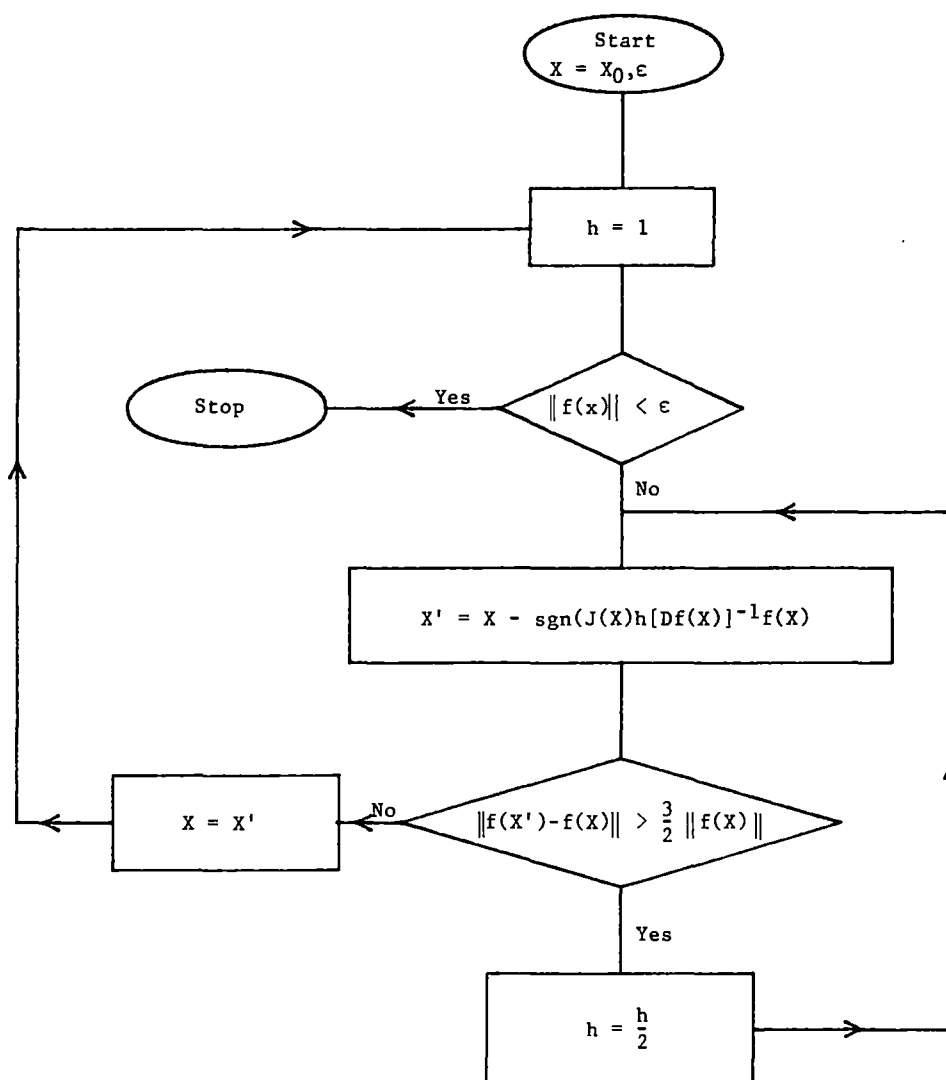 Start
X = X₀,ε
h = 1
Stop
Yes
‖f(x)‖ < ε
No
X' = X - sgn(J(X)h[Df(X)]⁻¹f(X)
X = X'
No
‖f(X')-f(X)‖ > 3/2 ‖f(X)‖
Yes
h = h/2